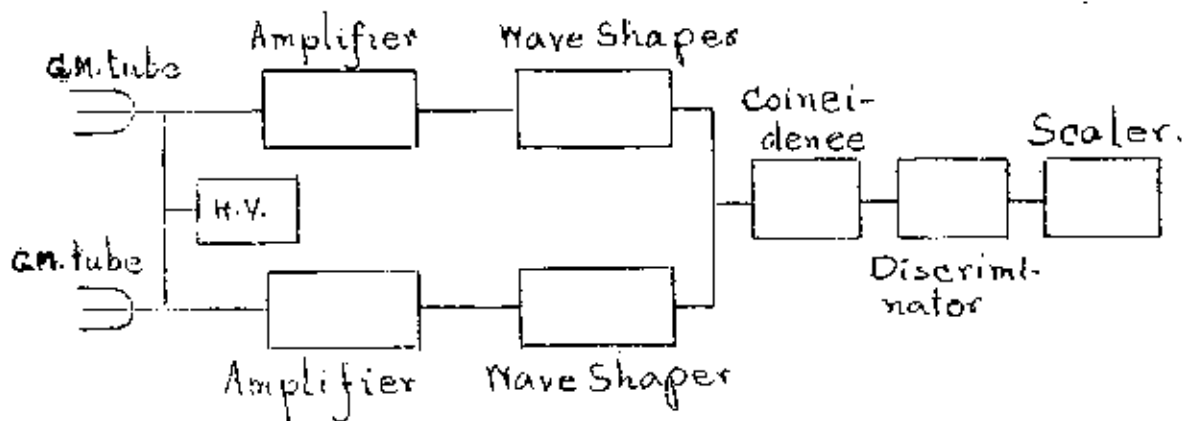 Amplifier
Wave Shaper
G.M. tube
Coinci-
dence
Scaler.
H.V.
G.M. tube
Discrimi-
nator
Amplifier
Wave Shaper